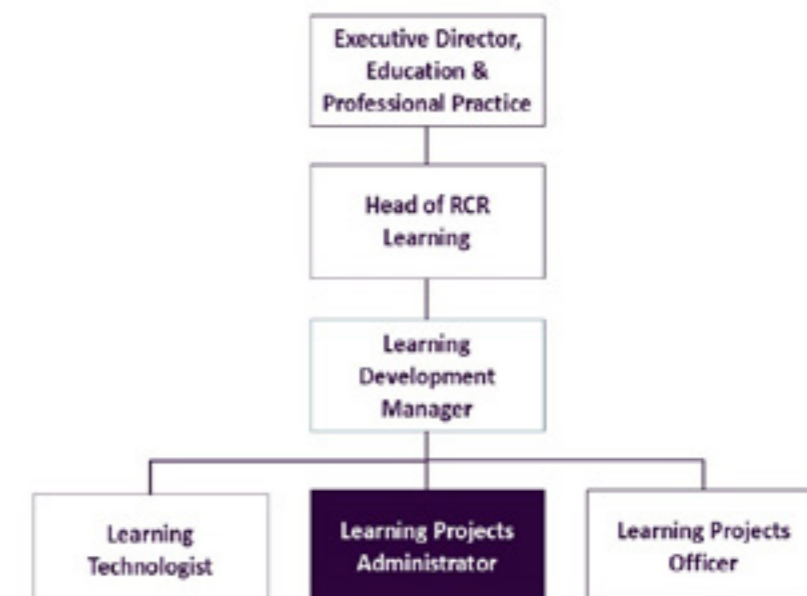 Executive Director,
Education &
Professional Practice
Head of RCR
Learning
Learning
Development
Manager
Learning
Technologist
Learning Projects
Administrator
Learning Projects
Officer